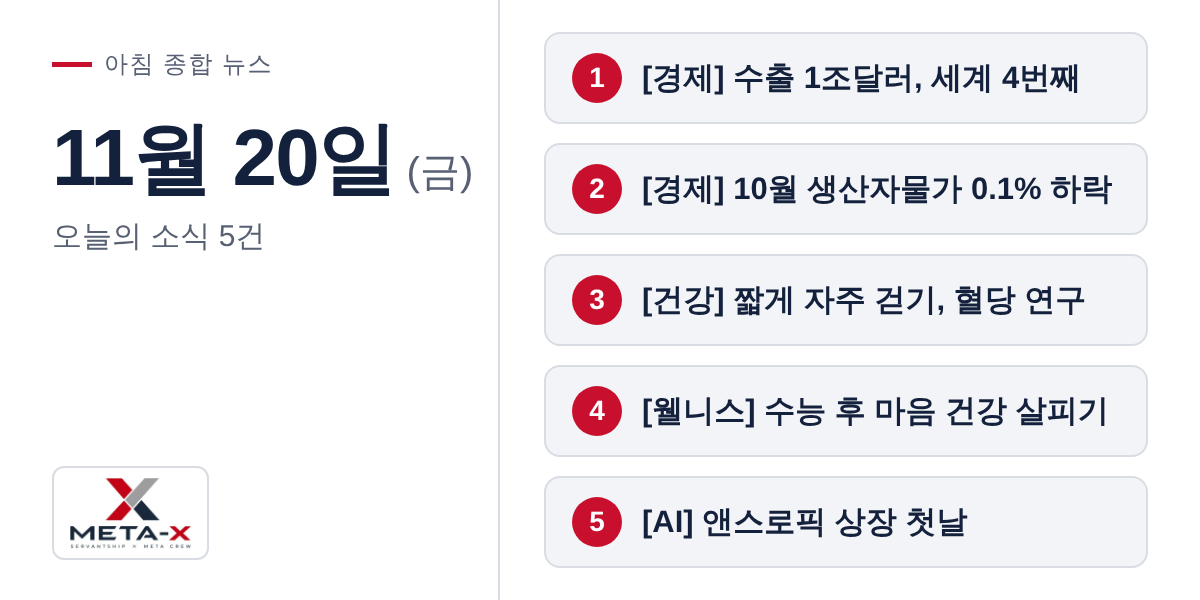 아침 종합 뉴스
11월 20일 (금)
오늘의 소식 5건
META-X
SERVANTSHIP × META CREW
1 [경제] 수출 1조달러, 세계 4번째
2 [경제] 10월 생산자물가 0.1% 하락
3 [건강] 짧게 자주 걷기, 혈당 연구
4 [웰니스] 수능 후 마음 건강 살피기
5 [AI] 앤스로픽 상장 첫날